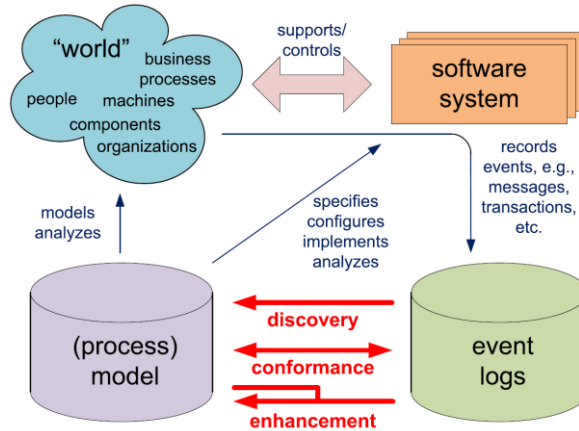 “world”
business
processes
people
machines
components
organizations
supports/
controls
software
system
models
analyzes
specifies
configures
implements
analyzes
records
events, e.g.,
messages,
transactions,
etc.
(process)
model
discovery
conformance
enhancement
event
logs